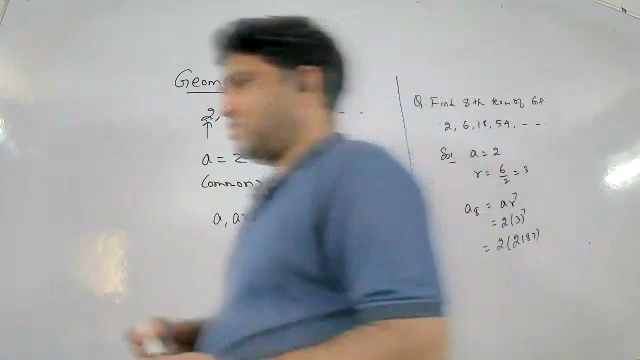 2,
a = 2
Common
a, ar
Q Find 8th term of G.P.
2, 6, 18, 54, - - -
Sol a = 2
r = 6/2 = 3
a₈ = ar⁷
= 2(3)⁷
= 2(2187)